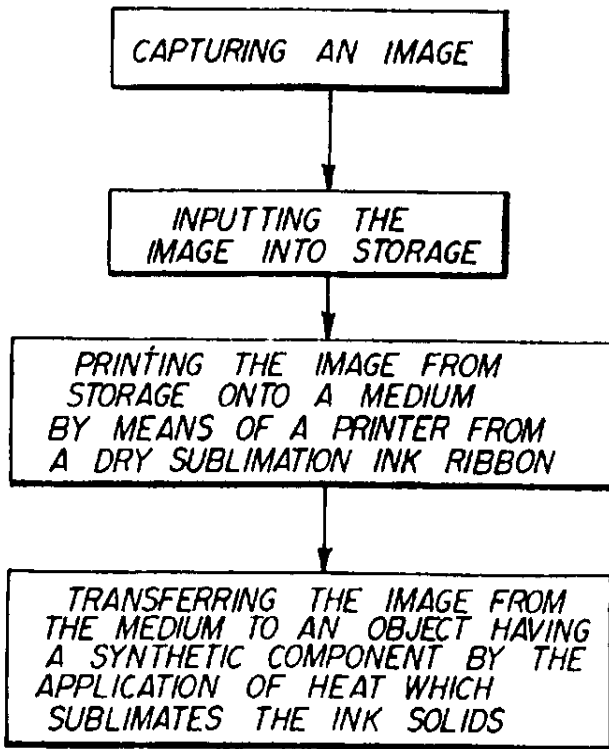 CAPTURING AN IMAGE
INPUTTING THE
IMAGE INTO STORAGE
PRINTING THE IMAGE FROM
STORAGE ONTO A MEDIUM
BY MEANS OF A PRINTER FROM
A DRY SUBLIMATION INK RIBBON
TRANSFERRING THE IMAGE FROM
THE MEDIUM TO AN OBJECT HAVING
A SYNTHETIC COMPONENT BY THE
APPLICATION OF HEAT WHICH
SUBLIMATES THE INK SOLIDS